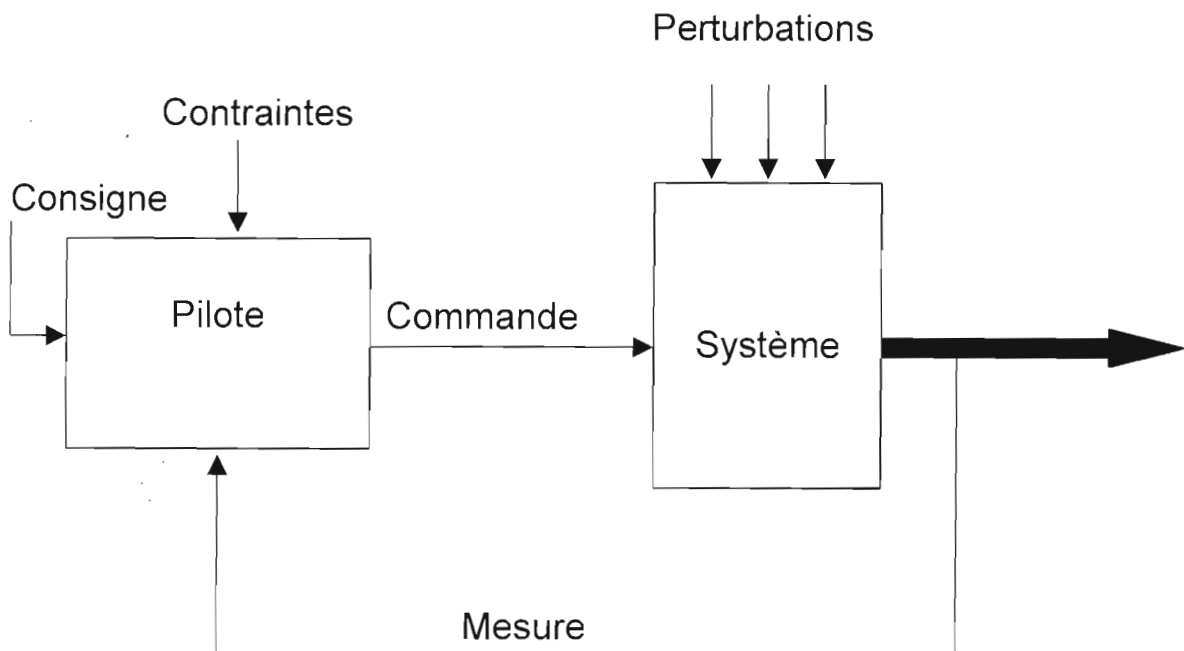 Perturbations
Contraintes
Consigne
Pilote
Commande
Système
Mesure